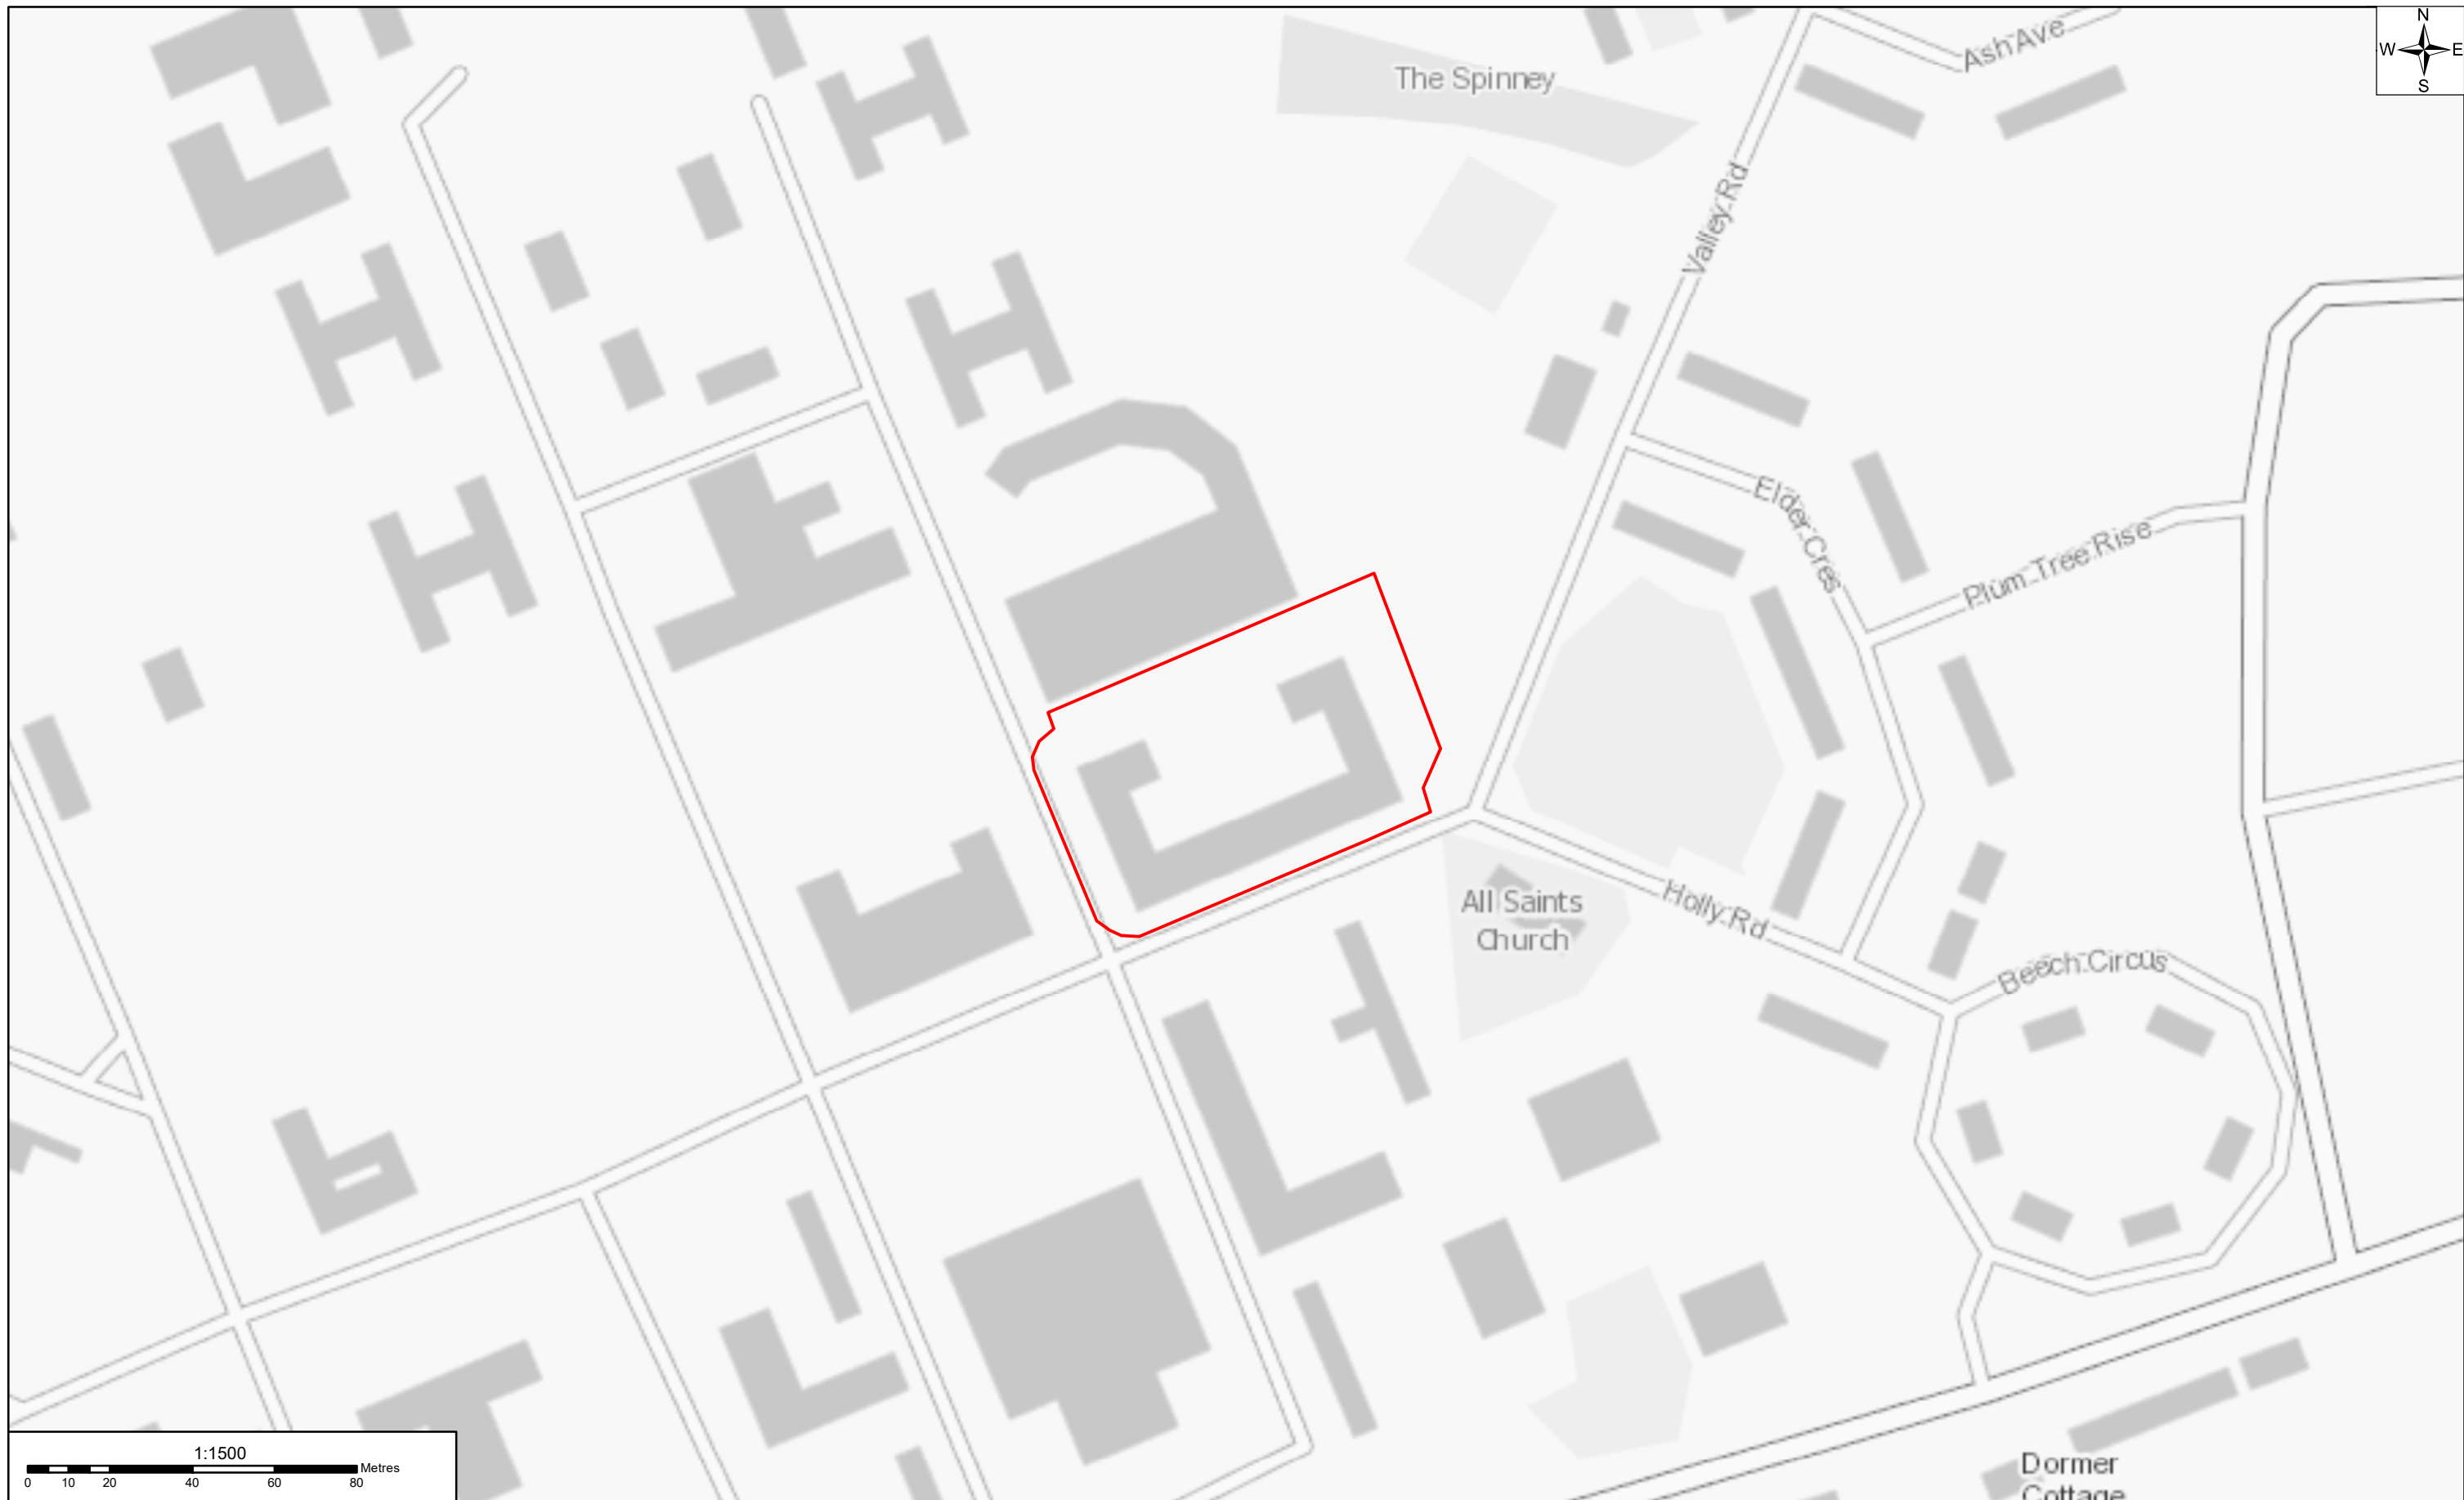 N
W E
S
Ash Ave
The Spinney
Valley Rd
Elder Cres
Plum Tree Rise
All Saints
Church
Holly Rd
Beech Circus
1:1500
Metres
0 10 20 40 60 80
Dormer
Cottage